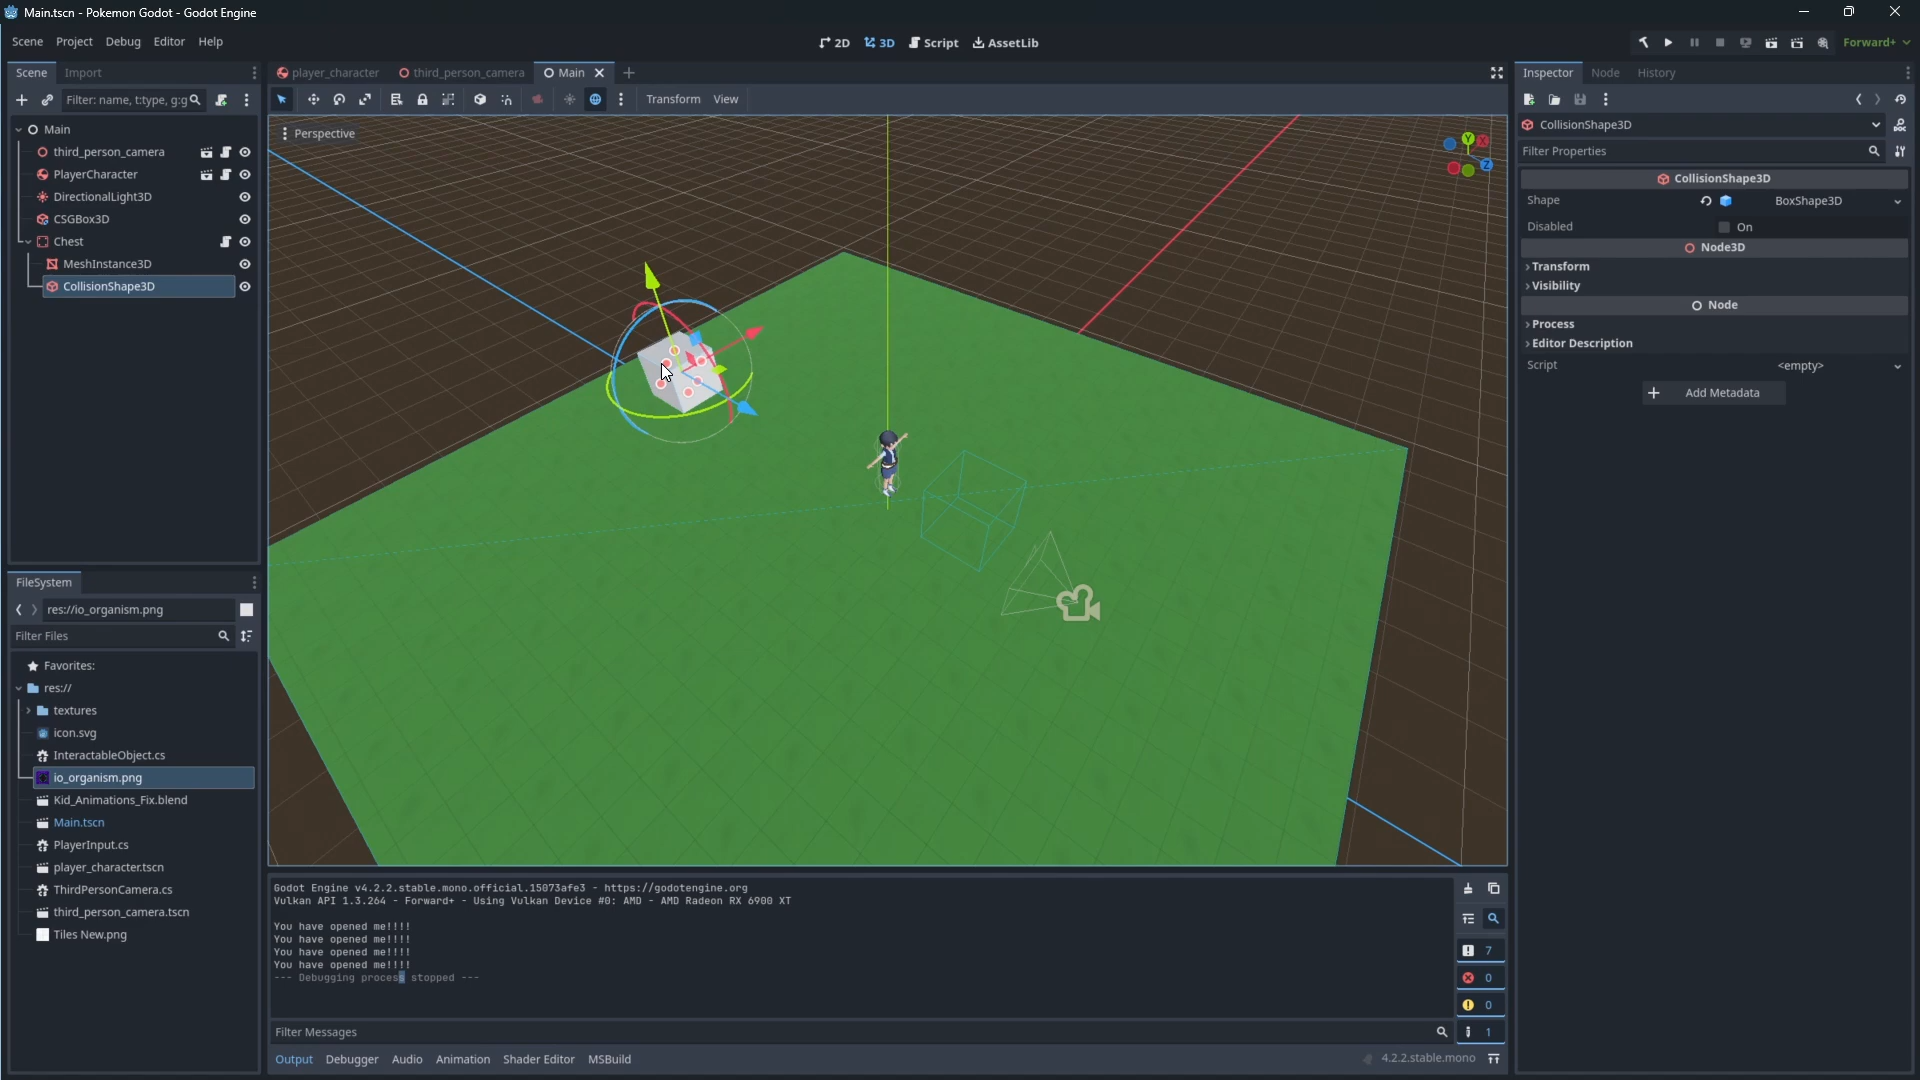 Main.tscn - Pokemon Godot - Godot Engine
Scene Project Debug Editor Help
2D 3D Script AssetLib
Forward+
Scene Import
player_character third_person_camera Main
Inspector Node History
Filter: name, t:type, g:g
Transform View
CollisionShape3D
Filter Properties
Main
third_person_camera
PlayerCharacter
DirectionalLight3D
CSGBox3D
Chest
MeshInstance3D
CollisionShape3D
Perspective
Y X Z
CollisionShape3D
Shape BoxShape3D
Disabled On
Node3D
Transform
Visibility
Node
Process
Editor Description
Script <empty>
Add Metadata
FileSystem
res://io_organism.png
Filter Files
Favorites:
res://
textures
icon.svg
InteractableObject.cs
io_organism.png
Kid_Animations_Fix.blend
Main.tscn
PlayerInput.cs
player_character.tscn
ThirdPersonCamera.cs
third_person_camera.tscn
Tiles New.png
Godot Engine v4.2.2.stable.mono.official.15073afe3 - https://godotengine.org
Vulkan API 1.3.264 - Forward+ - Using Vulkan Device #0: AMD - AMD Radeon RX 6900 XT
You have opened me!!!!
You have opened me!!!!
You have opened me!!!!
You have opened me!!!!
--- Debugging process stopped ---
7
0
0
1
Filter Messages
Output Debugger Audio Animation Shader Editor MSBuild
4.2.2.stable.mono